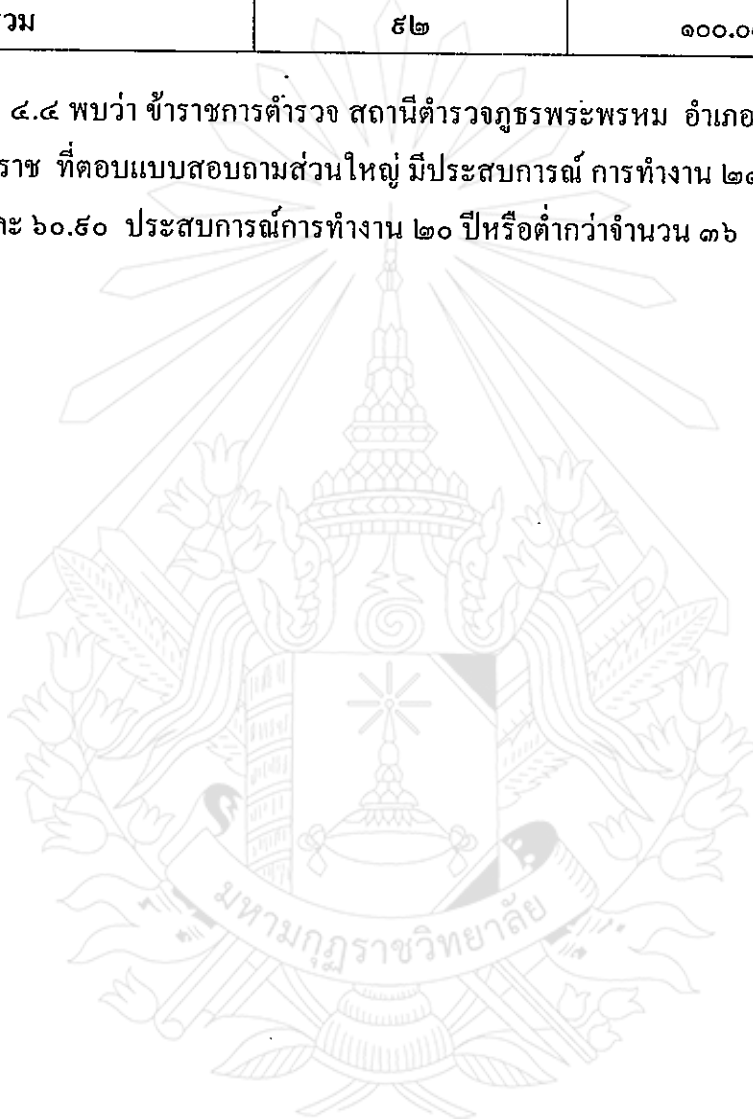 วม ๙๒ ๑๐๐.๐
๔.๔ พบว่า ข้าราชการตำรวจ สถานีตำรวจภูธรพระพรหม อำเภอ
ราช ที่ตอบแบบสอบถามส่วนใหญ่ มีประสบการณ์ การทำงาน ๒๑
ะ ๖๐.๙๐ ประสบการณ์การทำงาน ๒๐ ปีหรือต่ำกว่าจำนวน ๓๖
มหามกุฏราชวิทยาลัย